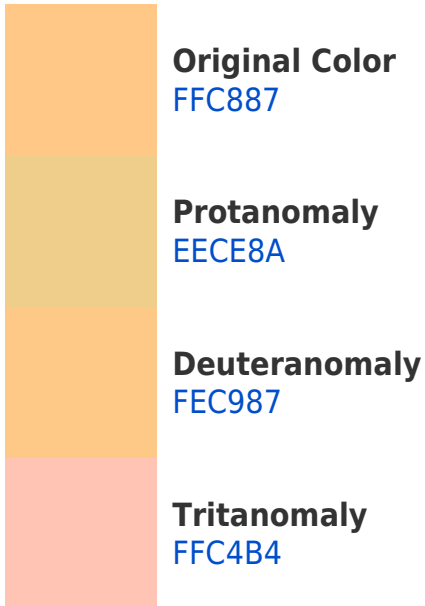 Original Color
FFC887
Protanomaly
EECE8A
Deuteranomaly
FEC987
Tritanomaly
FFC4B4